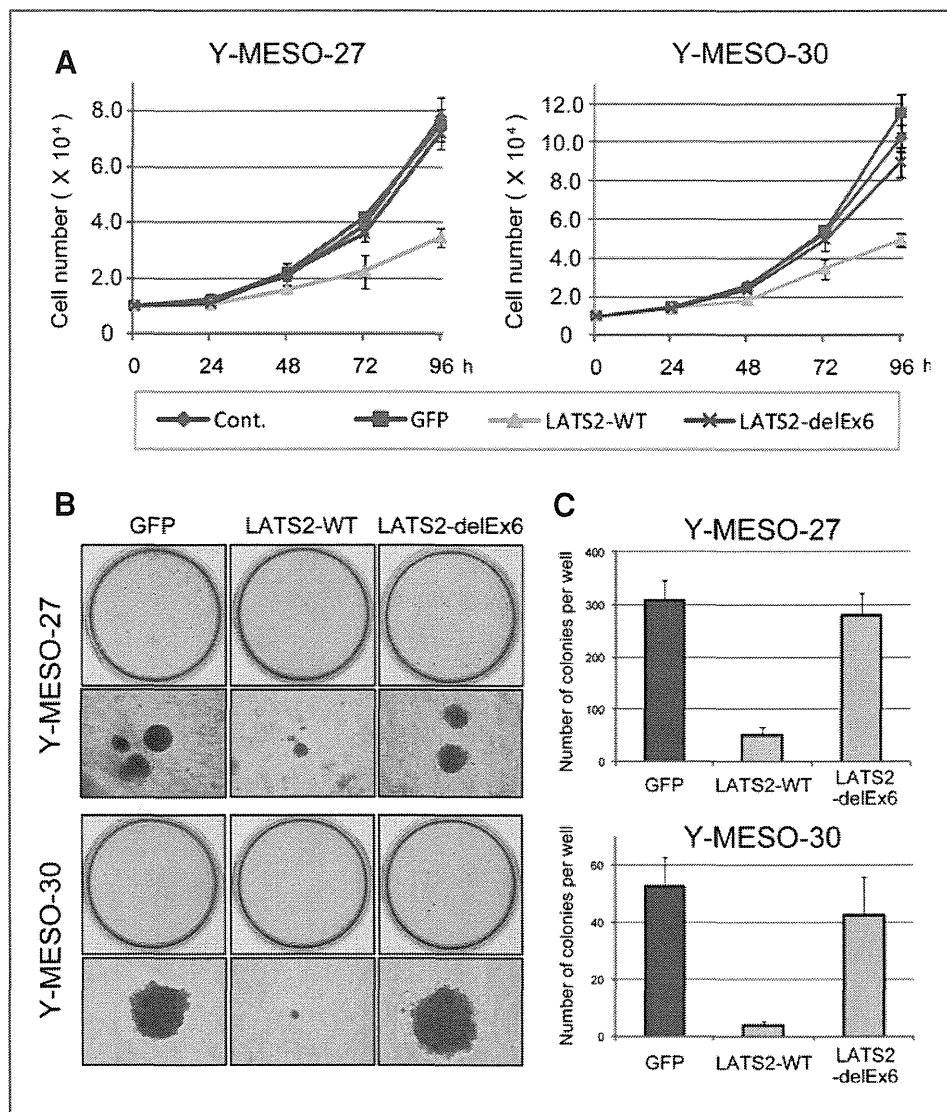 A
Y-MESO-27
Y-MESO-30
Cell number ( X 10⁴)
8.0
6.0
4.0
2.0
0
0 24 48 72 96 h
Cell number ( X 10⁴)
12.0
10.0
8.0
6.0
4.0
2.0
0
0 24 48 72 96 h
Cont. GFP LATS2-WT LATS2-delEx6
B
GFP LATS2-WT LATS2-delEx6
Y-MESO-27
Y-MESO-30
C
Y-MESO-27
Number of colonies per well
400
300
200
100
0
GFP LATS2-WT LATS2
-delEx6
Y-MESO-30
Number of colonies per well
60
40
20
0
GFP LATS2-WT LATS2
-delEx6